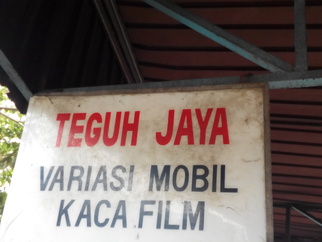 TEGUH JAYA
VARIASI MOBIL
KACA FILM